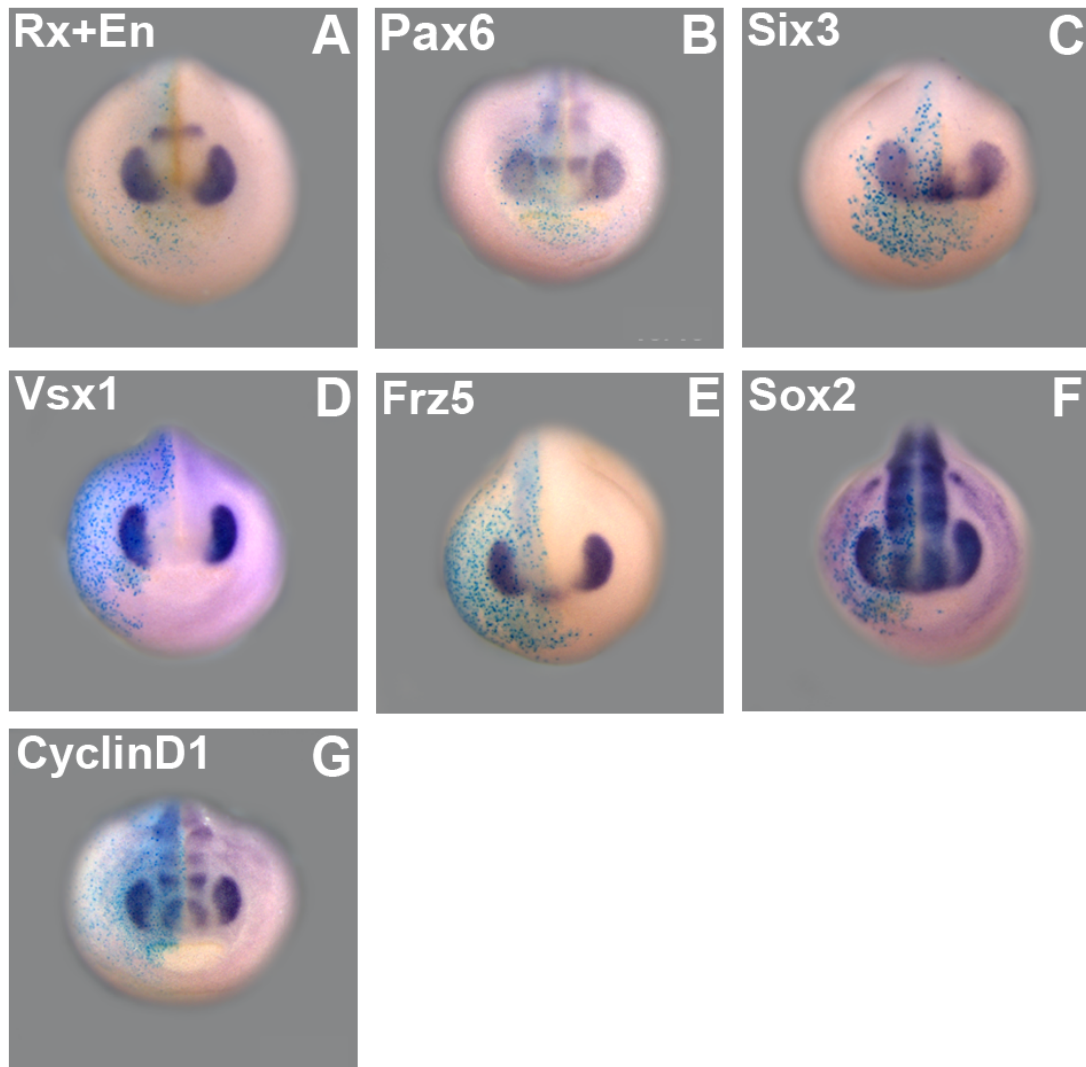 Rx+En A
Pax6 B
Six3 C
Vsx1 D
Frz5 E
Sox2 F
CyclinD1 G